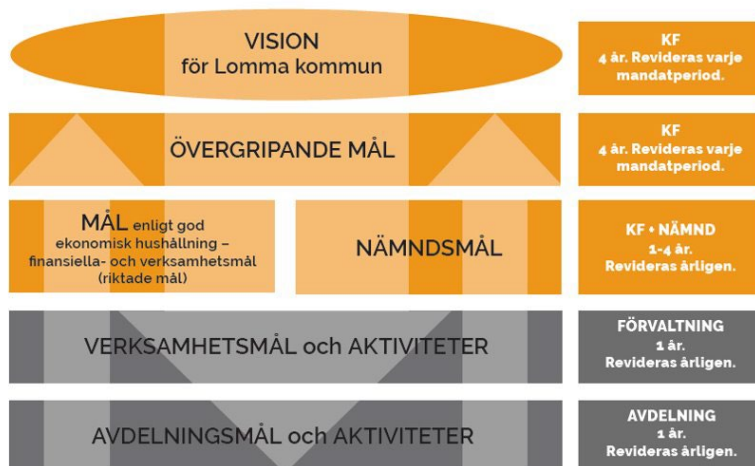 VISION
för Lomma kommun
KF
4 år. Revideras varje
mandatperiod.
ÖVERGRIPANDE MÅL
KF
4 år. Revideras varje
mandatperiod.
MÅL enligt god
ekonomisk hushållning –
finansiella- och verksamhetsmål
(riktade mål)
NÄMNDSMÅL
KF + NÄMND
1-4 år.
Revideras årligen.
VERKSAMHETSMÅL och AKTIVITETER
FÖRVALTNING
1 år.
Revideras årligen.
AVDELNINGSMÅL och AKTIVITETER
AVDELNING
1 år.
Revideras årligen.